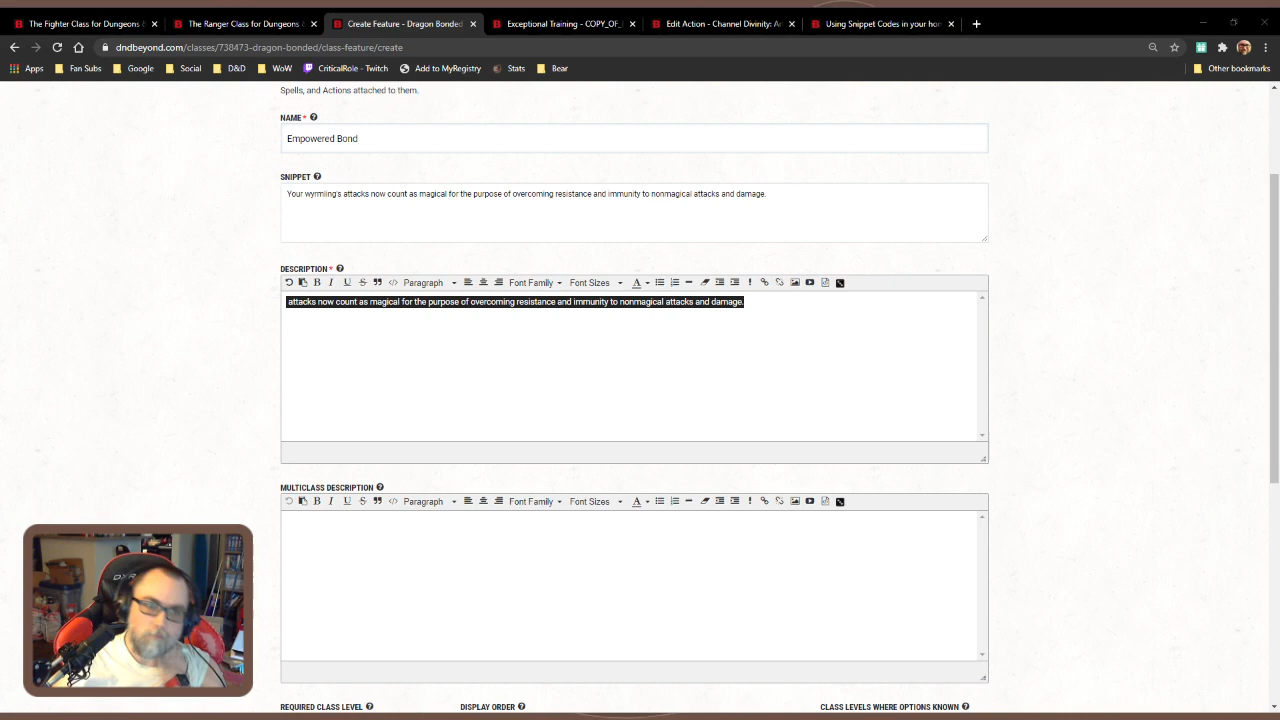 The Fighter Class for Dungeons &
The Ranger Class for Dungeons &
Create Feature - Dragon Bonded
Exceptional Training - COPY_OF_
Edit Action - Channel Divinity: A
Using Snippet Codes in your hon
dndbeyond.com/classes/738473-dragon-bonded/class-feature/create
Apps Fan Subs Google Social D&D WoW CriticalRole - Twitch Add to MyRegistry Stats Bear Other bookmarks
Spells, and Actions attached to them.
NAME *
Empowered Bond
SNIPPET
Your wyrmling's attacks now count as magical for the purpose of overcoming resistance and immunity to nonmagical attacks and damage.
DESCRIPTION *
Paragraph Font Family Font Sizes
attacks now count as magical for the purpose of overcoming resistance and immunity to nonmagical attacks and damage.
MULTICLASS DESCRIPTION
Paragraph Font Family Font Sizes
DXR
REQUIRED CLASS LEVEL DISPLAY ORDER CLASS LEVELS WHERE OPTIONS KNOWN